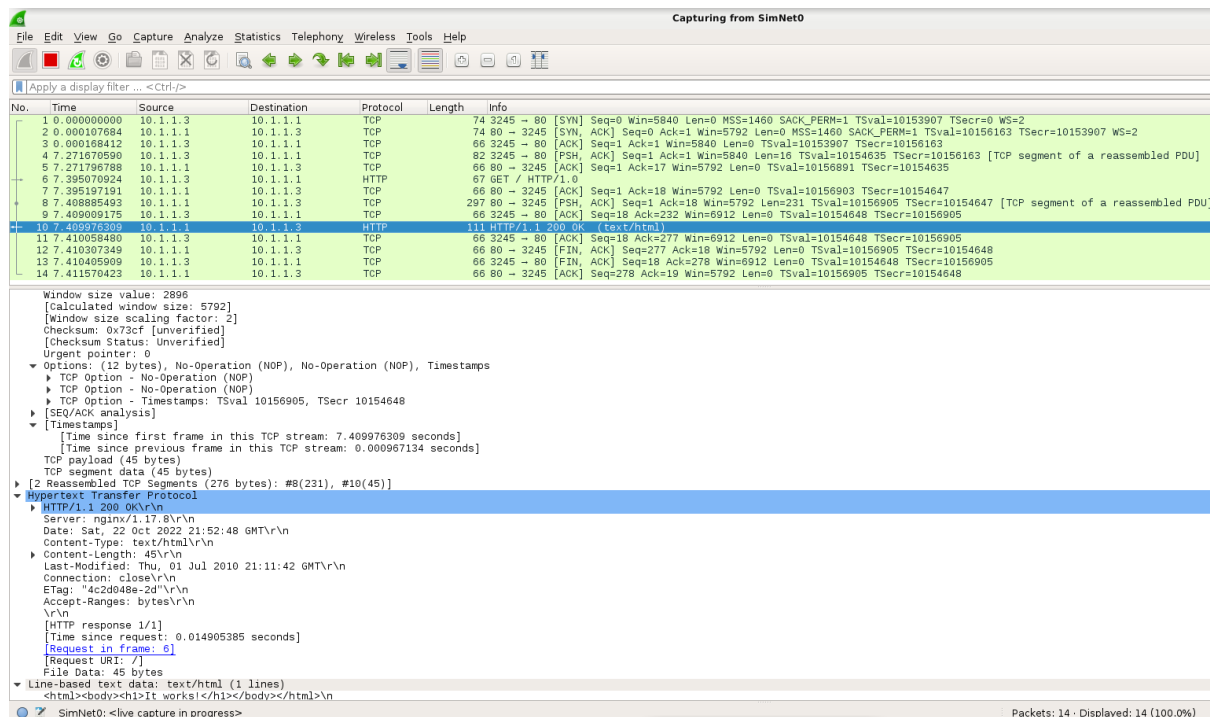 Capturing from SimNet0
File Edit View Go Capture Analyze Statistics Telephony Wireless Tools Help
Apply a display filter ... <Ctrl-/>
No. Time Source Destination Protocol Length Info
1 0.000000000 10.1.1.3 10.1.1.1 TCP 74 3245 → 80 [SYN] Seq=0 Win=5840 Len=0 MSS=1460 SACK_PERM=1 TSval=10153907 TSecr=0 WS=2
2 0.000107684 10.1.1.1 10.1.1.3 TCP 74 80 → 3245 [SYN, ACK] Seq=0 Ack=1 Win=5792 Len=0 MSS=1460 SACK_PERM=1 TSval=10156163 TSecr=10153907 WS=2
3 0.000168412 10.1.1.3 10.1.1.1 TCP 66 3245 → 80 [ACK] Seq=1 Ack=1 Win=5840 Len=0 TSval=10153907 TSecr=10156163
4 7.271670590 10.1.1.3 10.1.1.1 TCP 82 3245 → 80 [PSH, ACK] Seq=1 Ack=1 Win=5840 Len=16 TSval=10154635 TSecr=10156163 [TCP segment of a reassembled PDU]
5 7.271796788 10.1.1.1 10.1.1.3 TCP 66 80 → 3245 [ACK] Seq=1 Ack=17 Win=5792 Len=0 TSval=10156891 TSecr=10154635
6 7.395070924 10.1.1.3 10.1.1.1 HTTP 67 GET / HTTP/1.0
7 7.395197191 10.1.1.1 10.1.1.3 TCP 66 80 → 3245 [ACK] Seq=1 Ack=18 Win=5792 Len=0 TSval=10156903 TSecr=10154647
8 7.408885493 10.1.1.1 10.1.1.3 TCP 297 80 → 3245 [PSH, ACK] Seq=1 Ack=18 Win=5792 Len=231 TSval=10156905 TSecr=10154647 [TCP segment of a reassembled PDU]
9 7.409009175 10.1.1.3 10.1.1.1 TCP 66 3245 → 80 [ACK] Seq=18 Ack=232 Win=6912 Len=0 TSval=10154648 TSecr=10156905
10 7.409976309 10.1.1.1 10.1.1.3 HTTP 111 HTTP/1.1 200 OK (text/html)
11 7.410058480 10.1.1.3 10.1.1.1 TCP 66 3245 → 80 [ACK] Seq=18 Ack=277 Win=6912 Len=0 TSval=10154648 TSecr=10156905
12 7.410307349 10.1.1.1 10.1.1.3 TCP 66 80 → 3245 [FIN, ACK] Seq=277 Ack=18 Win=5792 Len=0 TSval=10156905 TSecr=10154648
13 7.410405909 10.1.1.3 10.1.1.1 TCP 66 3245 → 80 [FIN, ACK] Seq=18 Ack=278 Win=6912 Len=0 TSval=10154648 TSecr=10156905
14 7.411570423 10.1.1.1 10.1.1.3 TCP 66 80 → 3245 [ACK] Seq=278 Ack=19 Win=5792 Len=0 TSval=10156905 TSecr=10154648
Window size value: 2896
[Calculated window size: 5792]
[Window size scaling factor: 2]
Checksum: 0x73cf [unverified]
[Checksum Status: Unverified]
Urgent pointer: 0
Options: (12 bytes), No-Operation (NOP), No-Operation (NOP), Timestamps
TCP Option - No-Operation (NOP)
TCP Option - No-Operation (NOP)
TCP Option - Timestamps: TSval 10156905, TSecr 10154648
[SEQ/ACK analysis]
[Timestamps]
[Time since first frame in this TCP stream: 7.409976309 seconds]
[Time since previous frame in this TCP stream: 0.000967134 seconds]
TCP payload (45 bytes)
TCP segment data (45 bytes)
[2 Reassembled TCP Segments (276 bytes): #8(231), #10(45)]
Hypertext Transfer Protocol
HTTP/1.1 200 OK\r\n
Server: nginx/1.17.8\r\n
Date: Sat, 22 Oct 2022 21:52:48 GMT\r\n
Content-Type: text/html\r\n
Content-Length: 45\r\n
Last-Modified: Thu, 01 Jul 2010 21:11:42 GMT\r\n
Connection: close\r\n
ETag: "4c2d048e-2d"\r\n
Accept-Ranges: bytes\r\n
\r\n
[HTTP response 1/1]
[Time since request: 0.014905385 seconds]
[Request in frame: 6]
[Request URI: /]
File Data: 45 bytes
Line-based text data: text/html (1 lines)
<html><body><h1>It works!</h1></body></html>\n
SimNet0: <live capture in progress> Packets: 14 · Displayed: 14 (100.0%)